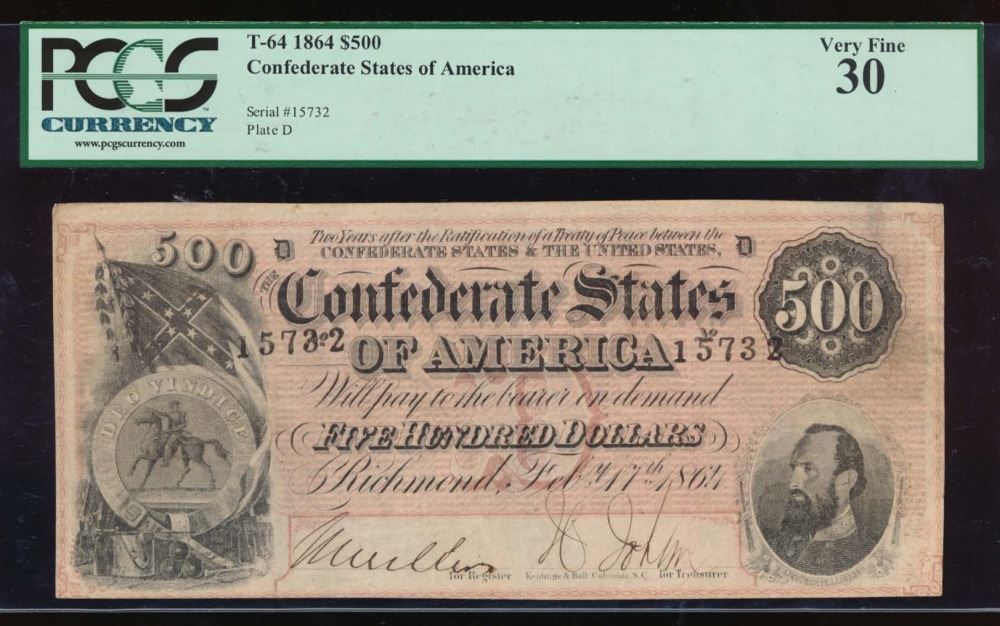 PCGS
CURRENCY
™
www.pcgscurrency.com
T-64 1864 $500
Confederate States of America
Serial #15732
Plate D
Very Fine
30
500 D Two Years after the Ratification of a Treaty of Peace between the D
CONFEDERATE STATES & THE UNITED STATES,
THE
Confederate States
500
15732 OF AMERICA 15732
DEO VINDICE
Will pay to the bearer on demand
FIVE HUNDRED DOLLARS
Richmond, Feby. 17th 1864
for Register Keatinge & Ball Columbia, S.C. for Treasurer